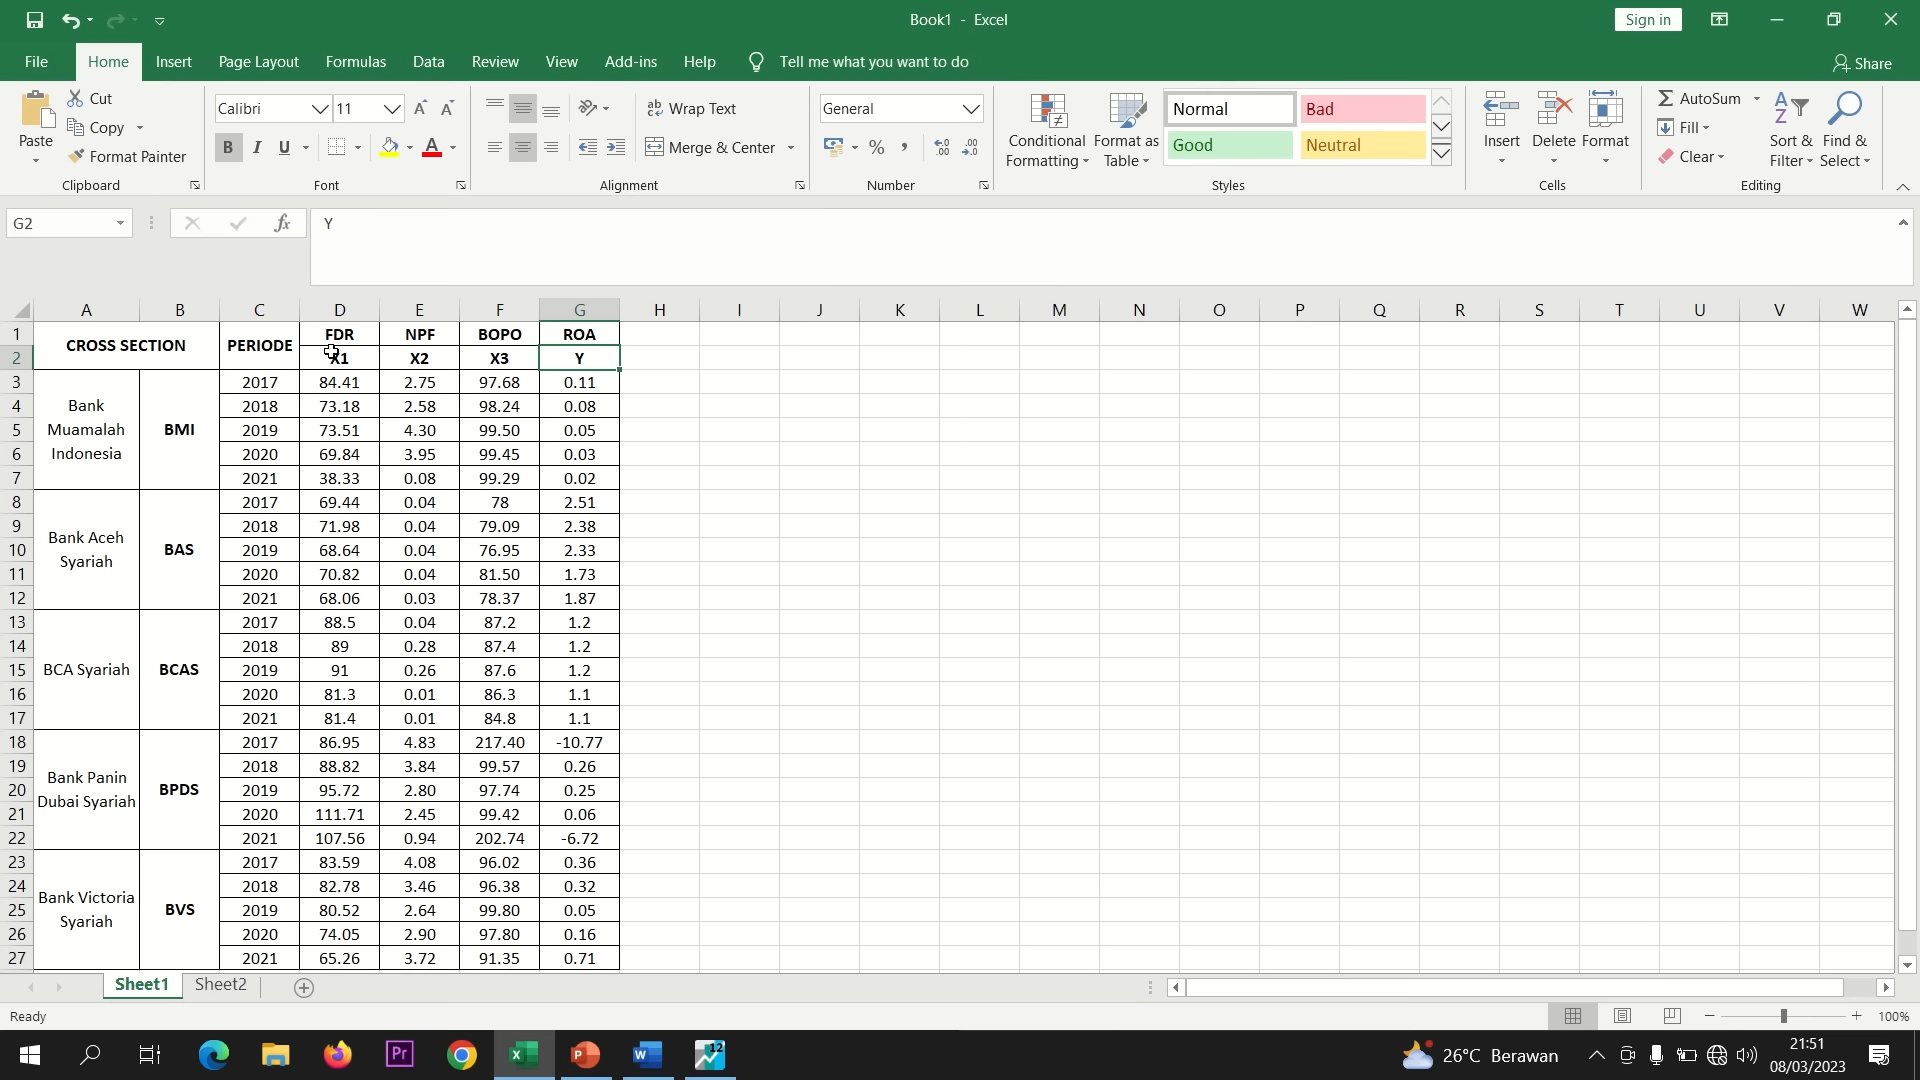 Book1 - Excel
Sign in
File Home Insert Page Layout Formulas Data Review View Add-ins Help Tell me what you want to do Share
Paste
Cut
Copy
Format Painter
Clipboard
Calibri 11
B I U
Font
Wrap Text
Merge & Center
Alignment
General
Number
Conditional Formatting
Format as Table
Normal Bad
Good Neutral
Styles
Insert Delete Format
Cells
AutoSum
Fill
Clear
Sort & Filter
Find & Select
Editing
G2 fx Y
A B C D E F G H I J K L M N O P Q R S T U V W
1 CROSS SECTION PERIODE FDR NPF BOPO ROA
2 X1 X2 X3 Y
3 Bank Muamalah Indonesia BMI 2017 84.41 2.75 97.68 0.11
4 2018 73.18 2.58 98.24 0.08
5 2019 73.51 4.30 99.50 0.05
6 2020 69.84 3.95 99.45 0.03
7 2021 38.33 0.08 99.29 0.02
8 Bank Aceh Syariah BAS 2017 69.44 0.04 78 2.51
9 2018 71.98 0.04 79.09 2.38
10 2019 68.64 0.04 76.95 2.33
11 2020 70.82 0.04 81.50 1.73
12 2021 68.06 0.03 78.37 1.87
13 BCA Syariah BCAS 2017 88.5 0.04 87.2 1.2
14 2018 89 0.28 87.4 1.2
15 2019 91 0.26 87.6 1.2
16 2020 81.3 0.01 86.3 1.1
17 2021 81.4 0.01 84.8 1.1
18 Bank Panin Dubai Syariah BPDS 2017 86.95 4.83 217.40 -10.77
19 2018 88.82 3.84 99.57 0.26
20 2019 95.72 2.80 97.74 0.25
21 2020 111.71 2.45 99.42 0.06
22 2021 107.56 0.94 202.74 -6.72
23 Bank Victoria Syariah BVS 2017 83.59 4.08 96.02 0.36
24 2018 82.78 3.46 96.38 0.32
25 2019 80.52 2.64 99.80 0.05
26 2020 74.05 2.90 97.80 0.16
27 2021 65.26 3.72 91.35 0.71
Sheet1 Sheet2
Ready 100%
26°C Berawan
21:51
08/03/2023